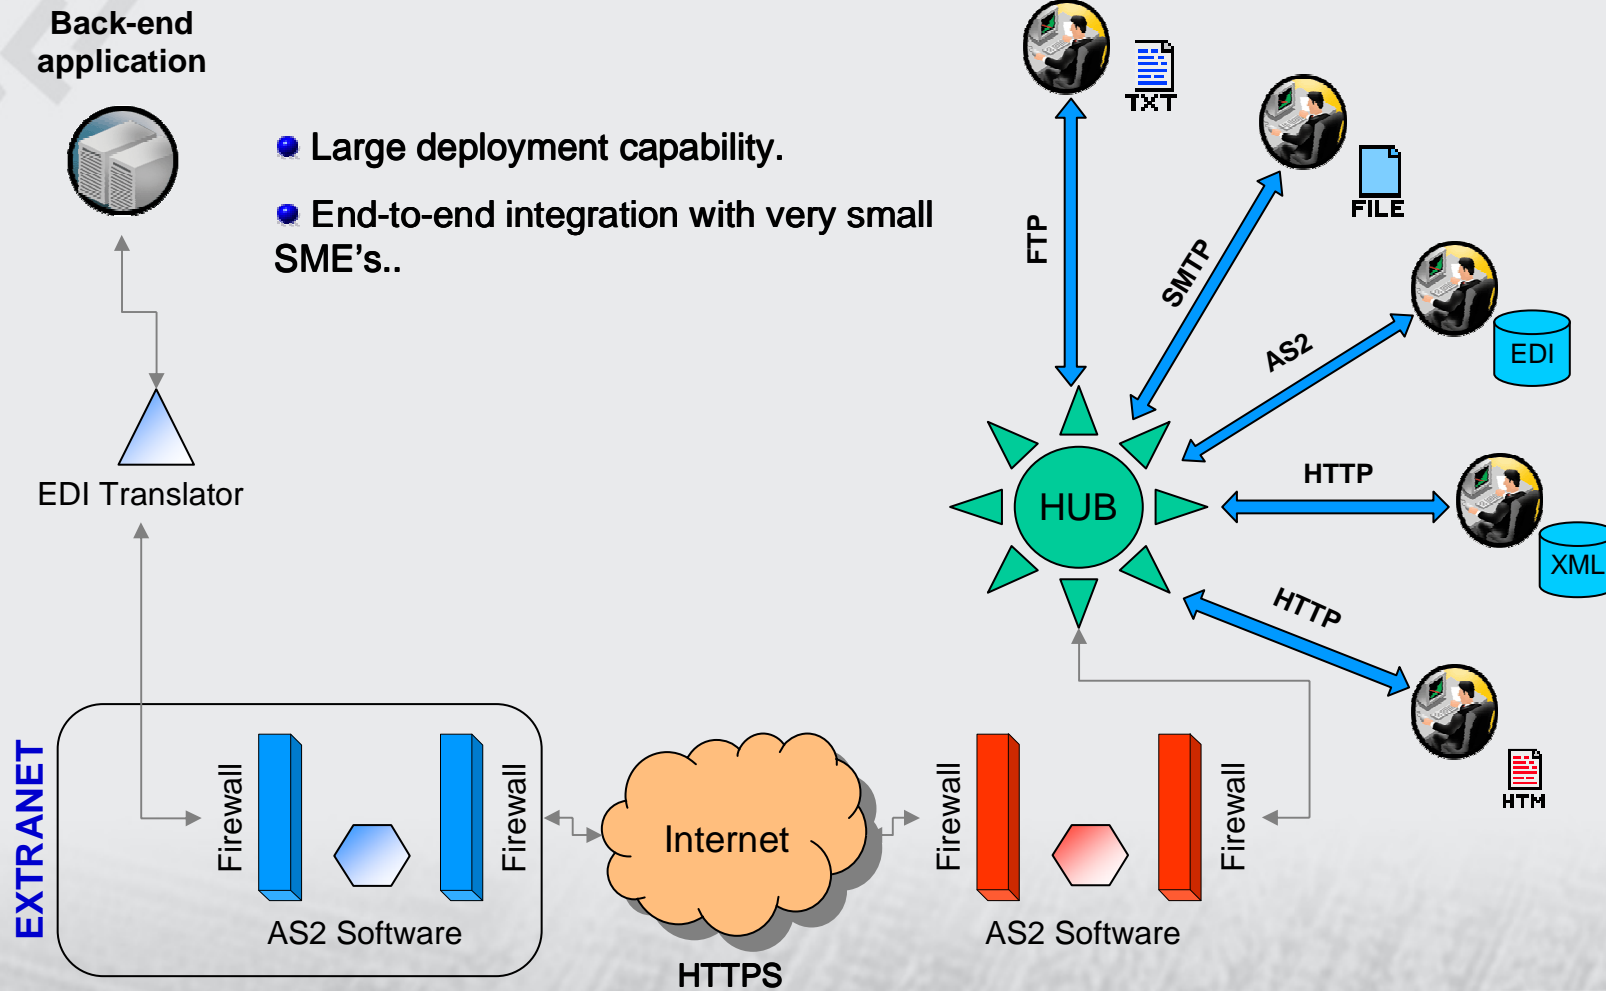 Back-end
application
Large deployment capability.
End-to-end integration with very small
SME's..
EDI Translator
EXTRANET
Firewall
Firewall
AS2 Software
Internet
HTTPS
Firewall
Firewall
AS2 Software
HUB
FTP
TXT
SMTP
FILE
AS2
EDI
HTTP
XML
HTTP
HTM